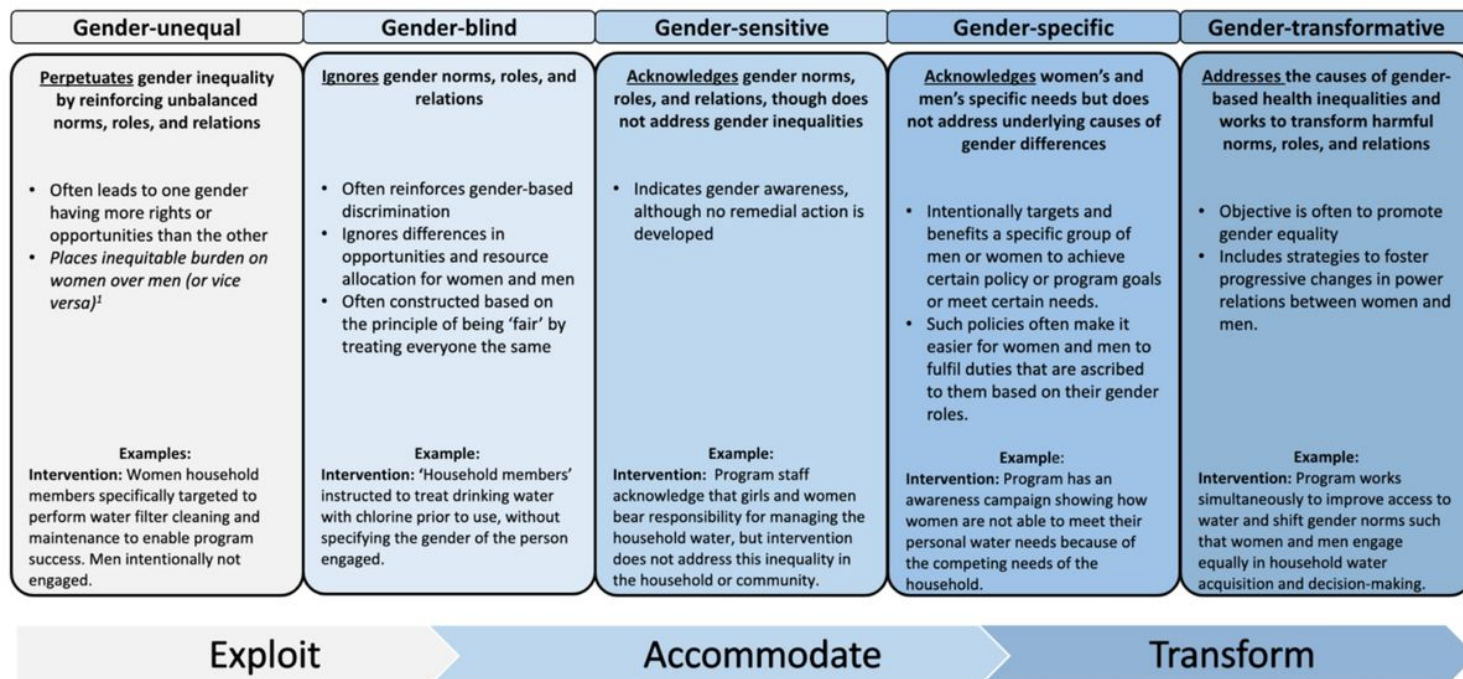 Gender-unequal
Perpetuates gender inequality
by reinforcing unbalanced
norms, roles, and relations
• Often leads to one gender
having more rights or
opportunities than the other
• Places inequitable burden on
women over men (or vice
versa)1
Examples:
Intervention: Women household
members specifically targeted to
perform water filter cleaning and
maintenance to enable program
success. Men intentionally not
engaged.
Gender-blind
Ignores gender norms, roles, and
relations
• Often reinforces gender-based
discrimination
• Ignores differences in
opportunities and resource
allocation for women and men
• Often constructed based on
the principle of being ‘fair’ by
treating everyone the same
Example:
Intervention: ‘Household members’
instructed to treat drinking water
with chlorine prior to use, without
specifying the gender of the person
engaged.
Gender-sensitive
Acknowledges gender norms,
roles, and relations, though does
not address gender inequalities
• Indicates gender awareness,
although no remedial action is
developed
Example:
Intervention: Program staff
acknowledge that girls and women
bear responsibility for managing the
household water, but intervention
does not address this inequality in
the household or community.
Gender-specific
Acknowledges women’s and
men’s specific needs but does
not address underlying causes of
gender differences
• Intentionally targets and
benefits a specific group of
men or women to achieve
certain policy or program goals
or meet certain needs.
• Such policies often make it
easier for women and men to
fulfil duties that are ascribed
to them based on their gender
roles.
Example:
Intervention: Program has an
awareness campaign showing how
women are not able to meet their
personal water needs because of
the competing needs of the
household.
Gender-transformative
Addresses the causes of gender-
based health inequalities and
works to transform harmful
norms, roles, and relations
• Objective is often to promote
gender equality
• Includes strategies to foster
progressive changes in power
relations between women and
men.
Example:
Intervention: Program works
simultaneously to improve access to
water and shift gender norms such
that women and men engage
equally in household water
acquisition and decision-making.
Exploit
Accommodate
Transform